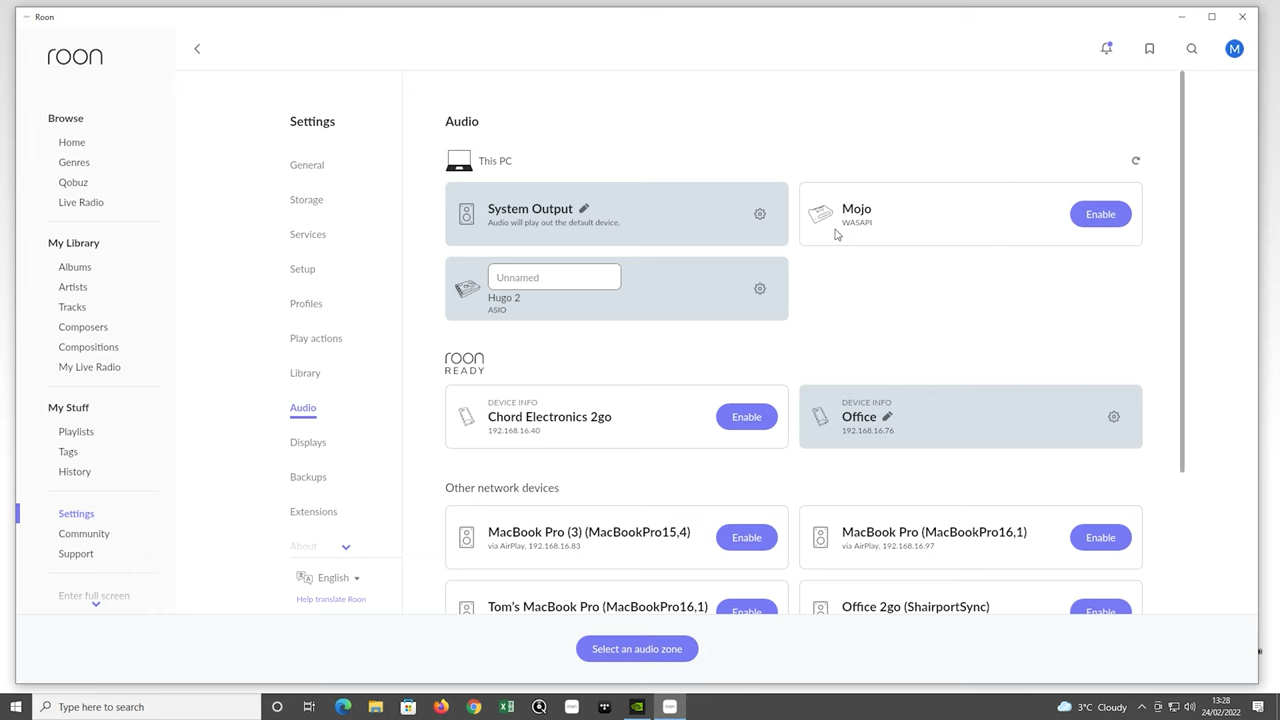 Roon
roon
Browse
Home
Genres
Qobuz
Live Radio
My Library
Albums
Artists
Tracks
Composers
Compositions
My Live Radio
My Stuff
Playlists
Tags
History
Settings
Community
Support
Enter full screen
M
Settings
General
Storage
Services
Setup
Profiles
Play actions
Library
Audio
Displays
Backups
Extensions
About
English
Help translate Roon
Audio
This PC
System Output
Audio will play out the default device.
Mojo
WASAPI
Enable
Unnamed
Hugo 2
ASIO
roon
READY
DEVICE INFO
Chord Electronics 2go
192.168.16.40
Enable
DEVICE INFO
Office
192.168.16.76
Other network devices
MacBook Pro (3) (MacBookPro15,4)
via AirPlay, 192.168.16.83
Enable
MacBook Pro (MacBookPro16,1)
via AirPlay, 192.168.16.97
Enable
Tom's MacBook Pro (MacBookPro16,1)
Enable
Office 2go (ShairportSync)
Enable
Select an audio zone
Type here to search
3°C Cloudy
13:28
24/02/2022